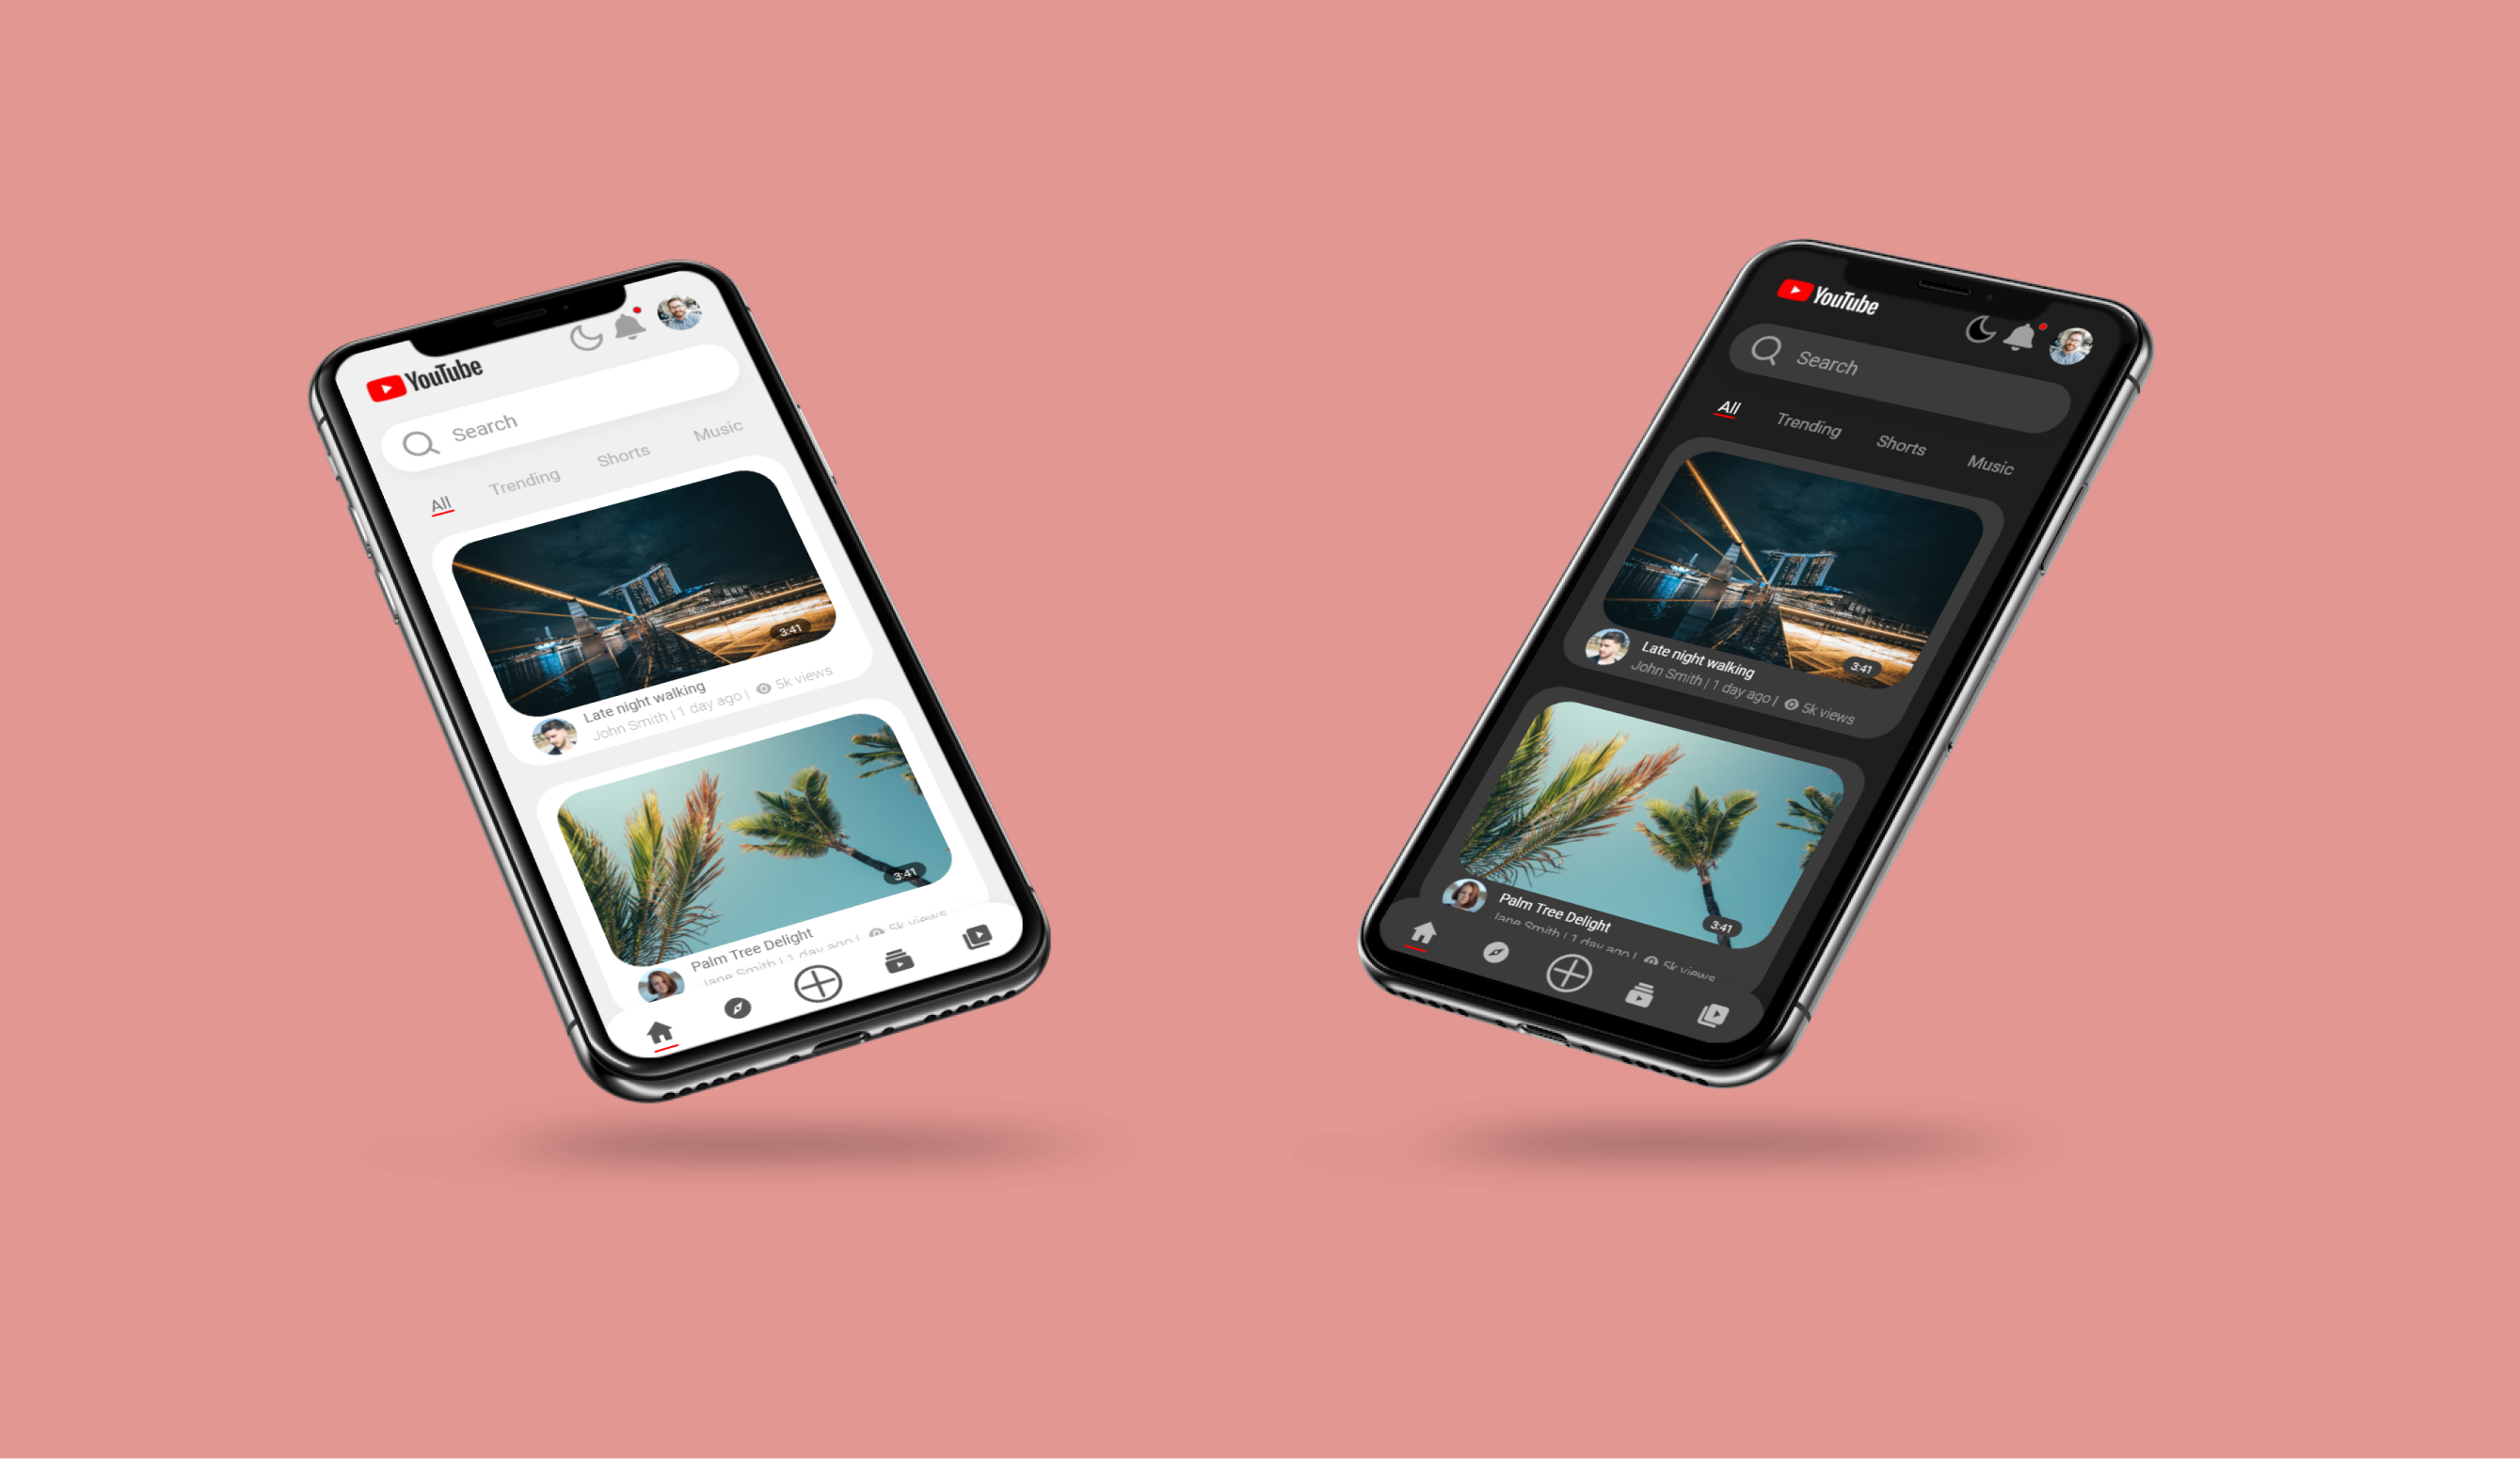 YouTube
Search
All Trending Shorts Music
3:41
Late night walking
John Smith | 1 day ago | 5k views
3:41
Palm Tree Delight
Jane Smith | 1 day ago | 5k views
YouTube
Search
All Trending Shorts Music
3:41
Late night walking
John Smith | 1 day ago | 5k views
3:41
Palm Tree Delight
Jane Smith | 1 day ago | 5k views